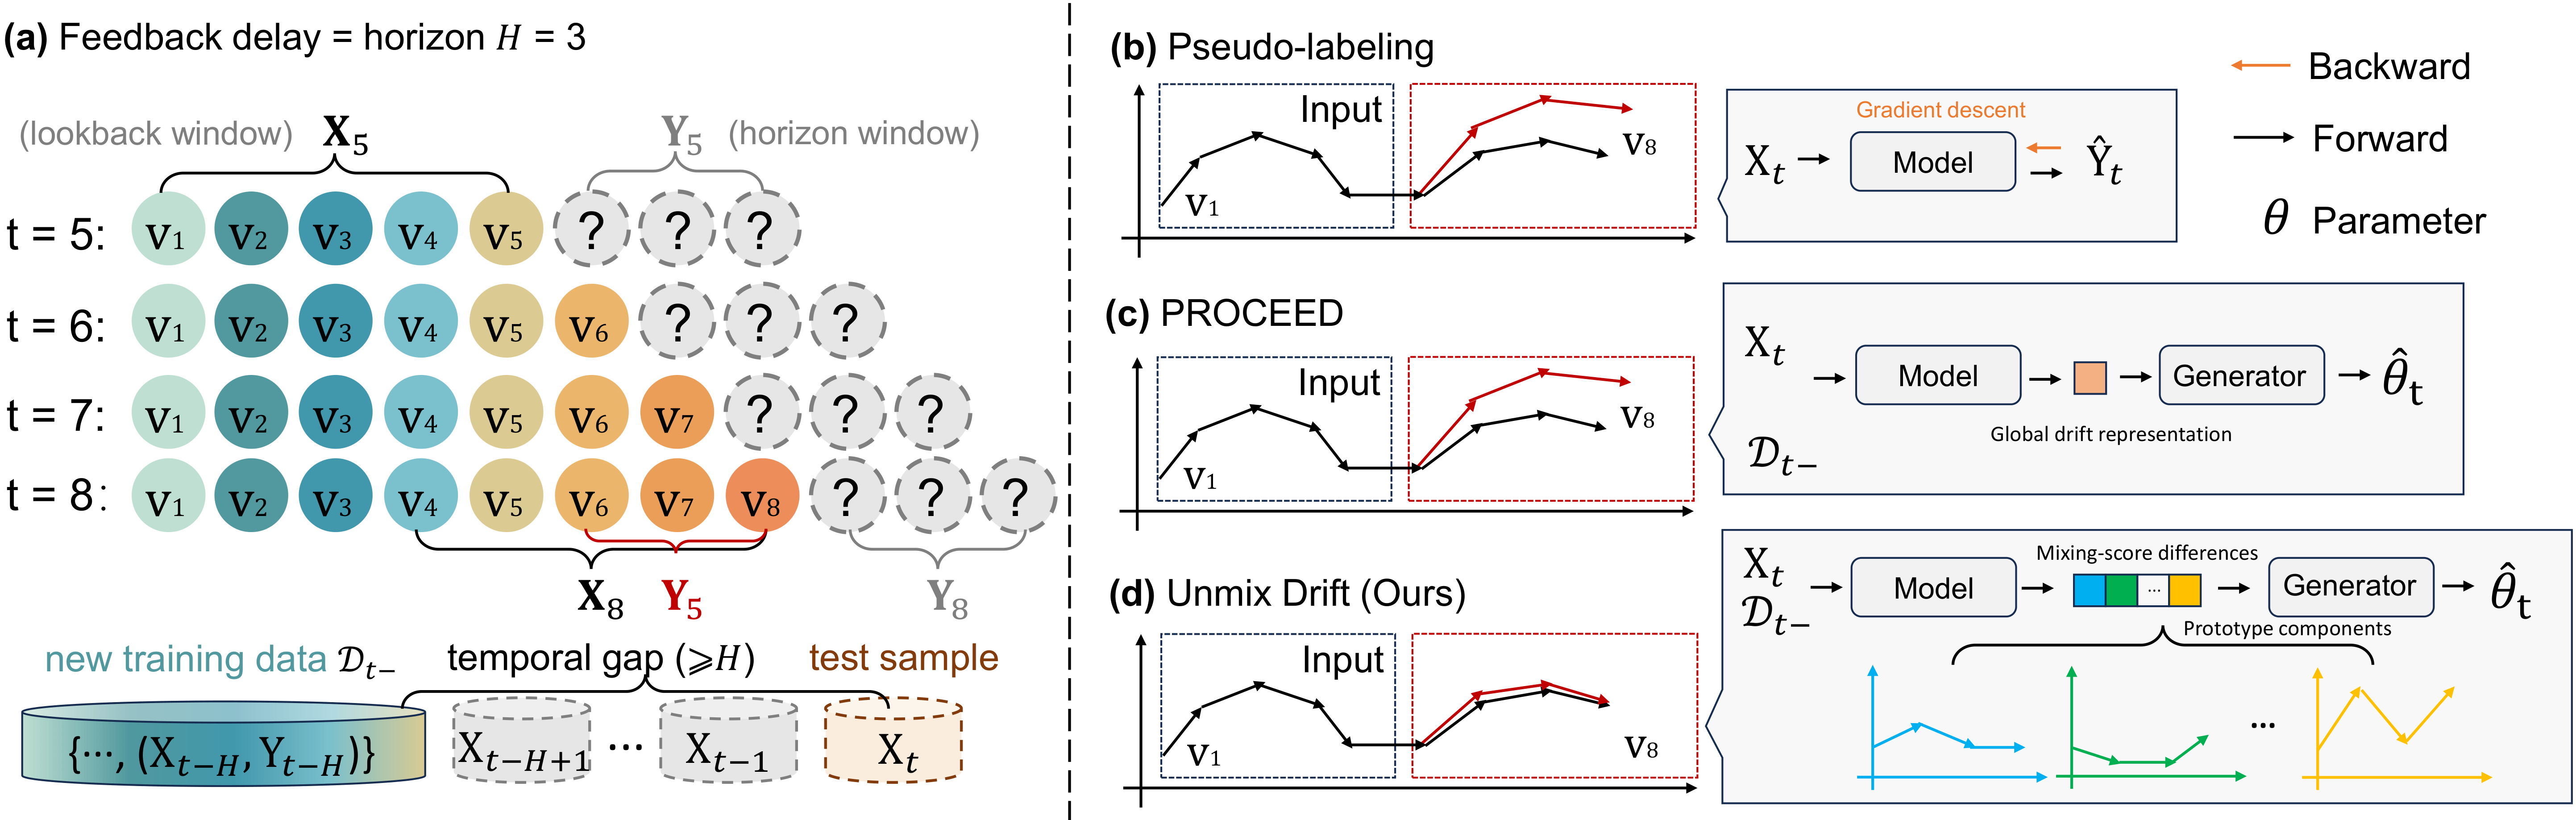 (a) Feedback delay = horizon H = 3
(lookback window) X₅ Y₅ (horizon window)
t = 5: v₁ v₂ v₃ v₄ v₅ ? ? ?
t = 6: v₁ v₂ v₃ v₄ v₅ v₆ ? ? ?
t = 7: v₁ v₂ v₃ v₄ v₅ v₆ v₇ ? ? ?
t = 8: v₁ v₂ v₃ v₄ v₅ v₆ v₇ v₈ ? ? ?
X₈ Y₅ Y₈
new training data 𝒟ₜ₋ temporal gap (⩾H) test sample
{⋯, (Xₜ₋H, Yₜ₋H)} Xₜ₋H₊₁ ⋯ Xₜ₋₁ Xₜ
(b) Pseudo-labeling
Input
v₁
v₈
Gradient descent
Xₜ Model Ŷₜ
Backward
Forward
θ Parameter
(c) PROCEED
Input
v₁
v₈
Xₜ
Model Generator θ̂ₜ
Global drift representation
𝒟ₜ₋
(d) Unmix Drift (Ours)
Input
v₁
v₈
Mixing-score differences
Xₜ
𝒟ₜ₋
Model ... Generator θ̂ₜ
Prototype components
...